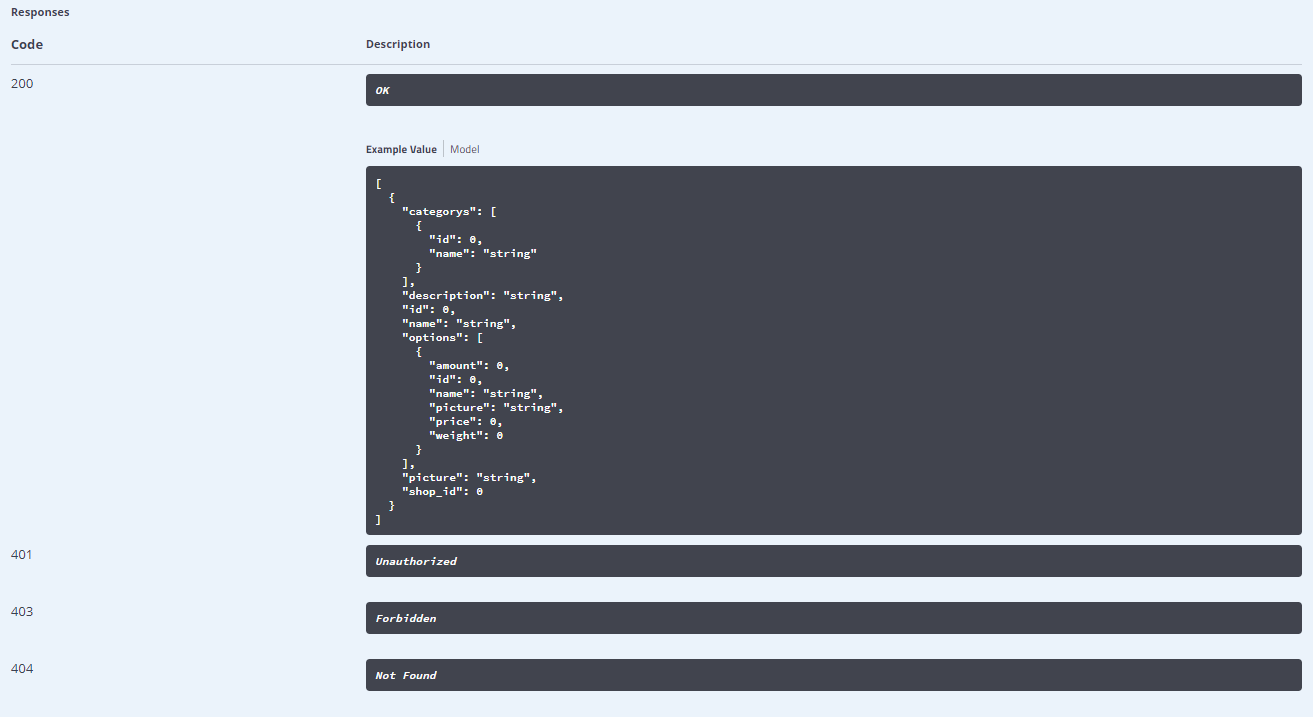 Responses
Code Description
200 OK
Example Value Model
[
  {
    "categorys": [
      {
        "id": 0,
        "name": "string"
      }
    ],
    "description": "string",
    "id": 0,
    "name": "string",
    "options": [
      {
        "amount": 0,
        "id": 0,
        "name": "string",
        "picture": "string",
        "price": 0,
        "weight": 0
      }
    ],
    "picture": "string",
    "shop_id": 0
  }
]
401 Unauthorized
403 Forbidden
404 Not Found